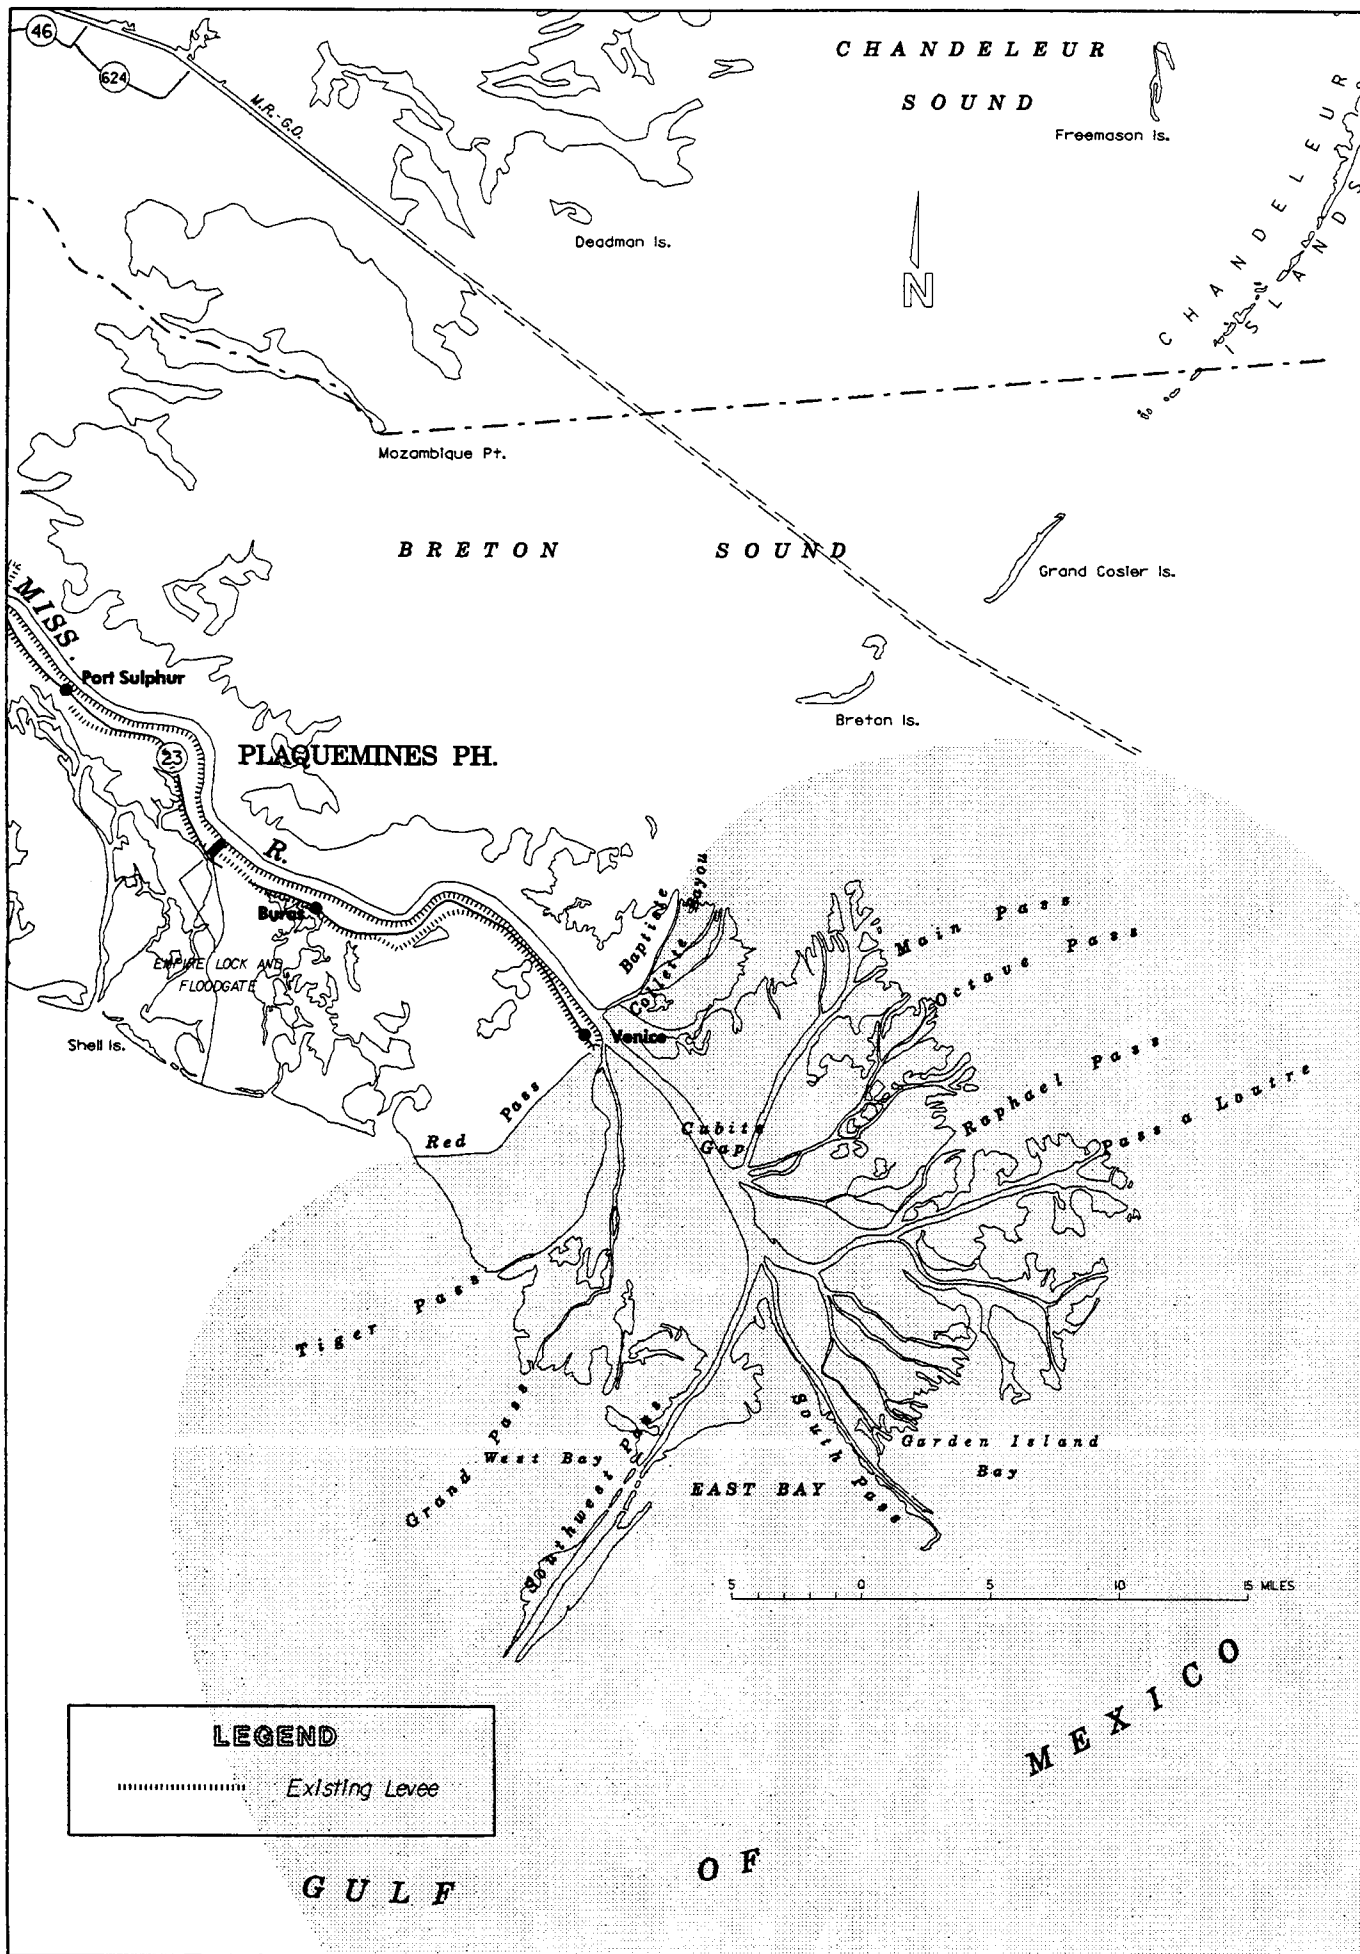 46
624
M.R.-G.O.
CHANDELEUR
SOUND
Freemason Is.
CHANDELEUR
ISLANDS
Deadman Is.
N
Mozambique Pt.
BRETON SOUND
Grand Gosier Is.
Breton Is.
MISS.
Port Sulphur
23
PLAQUEMINES PH.
R.
Buras
EMPIRE LOCK AND
FLOODGATE
Shell Is.
Baptiste
Collette
Bayou
Venice
Main Pass
Octave Pass
Raphael Pass
Pass a Loutre
Cubits
Gap
Red Pass
Tiger Pass
Grand Pass
West Bay
Southwest Pass
EAST BAY
South Pass
Garden Island
Bay
5 0 5 10 15 MILES
LEGEND
Existing Levee
GULF OF MEXICO